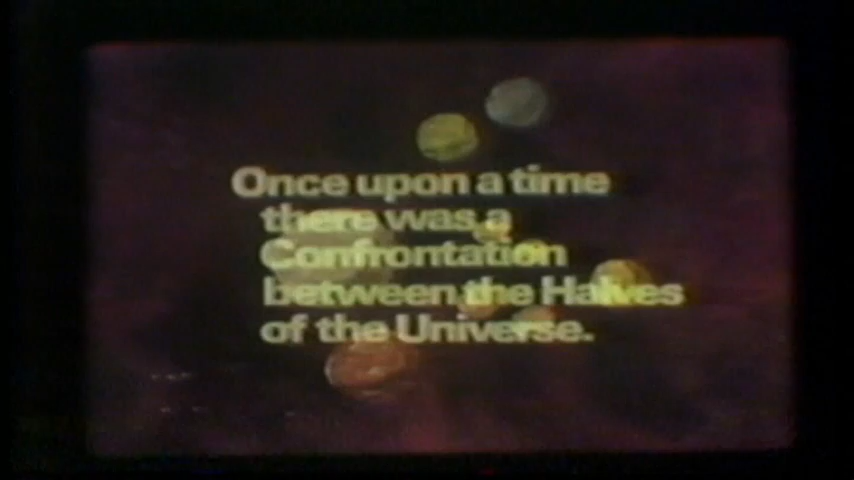 Once upon a time
there was a
Confrontation
between the Halves
of the Universe.